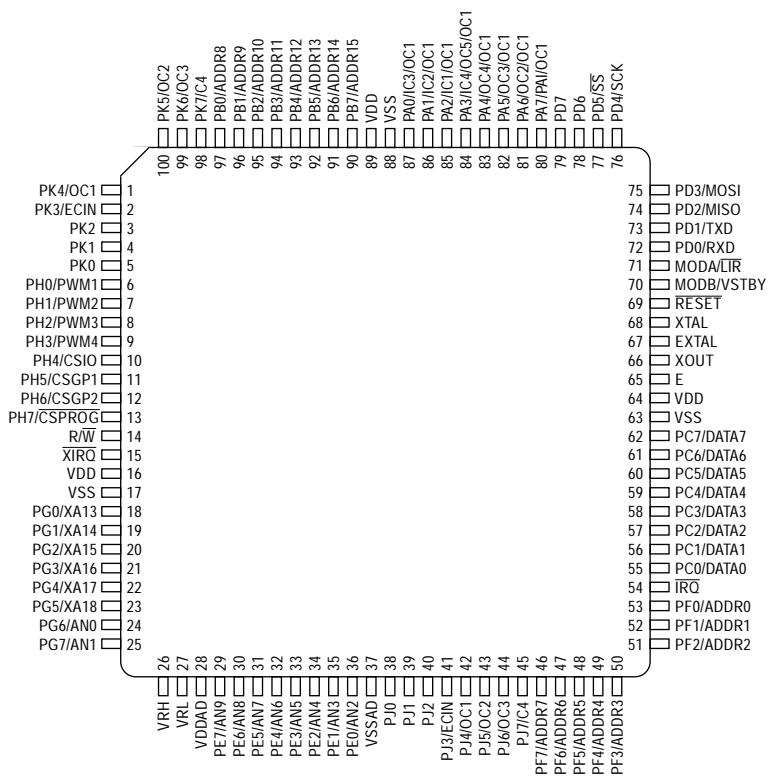 PK5/OC2
PK6/OC3
PK7/C4
PB0/ADDR8
PB1/ADDR9
PB2/ADDR10
PB3/ADDR11
PB4/ADDR12
PB5/ADDR13
PB6/ADDR14
PB7/ADDR15
VDD
VSS
PA0/IC3/OC1
PA1/IC2/OC1
PA2/IC1/OC1
PA3/IC4/OC5/OC1
PA4/OC4/OC1
PA5/OC3/OC1
PA6/OC2/OC1
PA7/PAI/OC1
PD7
PD6
PD5/S̅S̅
PD4/SCK
100
99
98
97
96
95
94
93
92
91
90
89
88
87
86
85
84
83
82
81
80
79
78
77
76
PK4/OC1 1
PK3/ECIN 2
PK2 3
PK1 4
PK0 5
PH0/PWM1 6
PH1/PWM2 7
PH2/PWM3 8
PH3/PWM4 9
PH4/CSIO 10
PH5/CSGP1 11
PH6/CSGP2 12
PH7/C̅S̅P̅R̅O̅G̅ 13
R/W̅ 14
X̅I̅R̅Q̅ 15
VDD 16
VSS 17
PG0/XA13 18
PG1/XA14 19
PG2/XA15 20
PG3/XA16 21
PG4/XA17 22
PG5/XA18 23
PG6/AN0 24
PG7/AN1 25
75 PD3/MOSI
74 PD2/MISO
73 PD1/TXD
72 PD0/RXD
71 MODA/L̅I̅R̅
70 MODB/VSTBY
69 R̅E̅S̅E̅T̅
68 XTAL
67 EXTAL
66 XOUT
65 E
64 VDD
63 VSS
62 PC7/DATA7
61 PC6/DATA6
60 PC5/DATA5
59 PC4/DATA4
58 PC3/DATA3
57 PC2/DATA2
56 PC1/DATA1
55 PC0/DATA0
54 I̅R̅Q̅
53 PF0/ADDR0
52 PF1/ADDR1
51 PF2/ADDR2
26
27
28
29
30
31
32
33
34
35
36
37
38
39
40
41
42
43
44
45
46
47
48
49
50
VRH
VRL
VDDAD
PE7/AN9
PE6/AN8
PE5/AN7
PE4/AN6
PE3/AN5
PE2/AN4
PE1/AN3
PE0/AN2
VSSAD
PJ0
PJ1
PJ2
PJ3/ECIN
PJ4/OC1
PJ5/OC2
PJ6/OC3
PJ7/C4
PF7/ADDR7
PF6/ADDR6
PF5/ADDR5
PF4/ADDR4
PF3/ADDR3